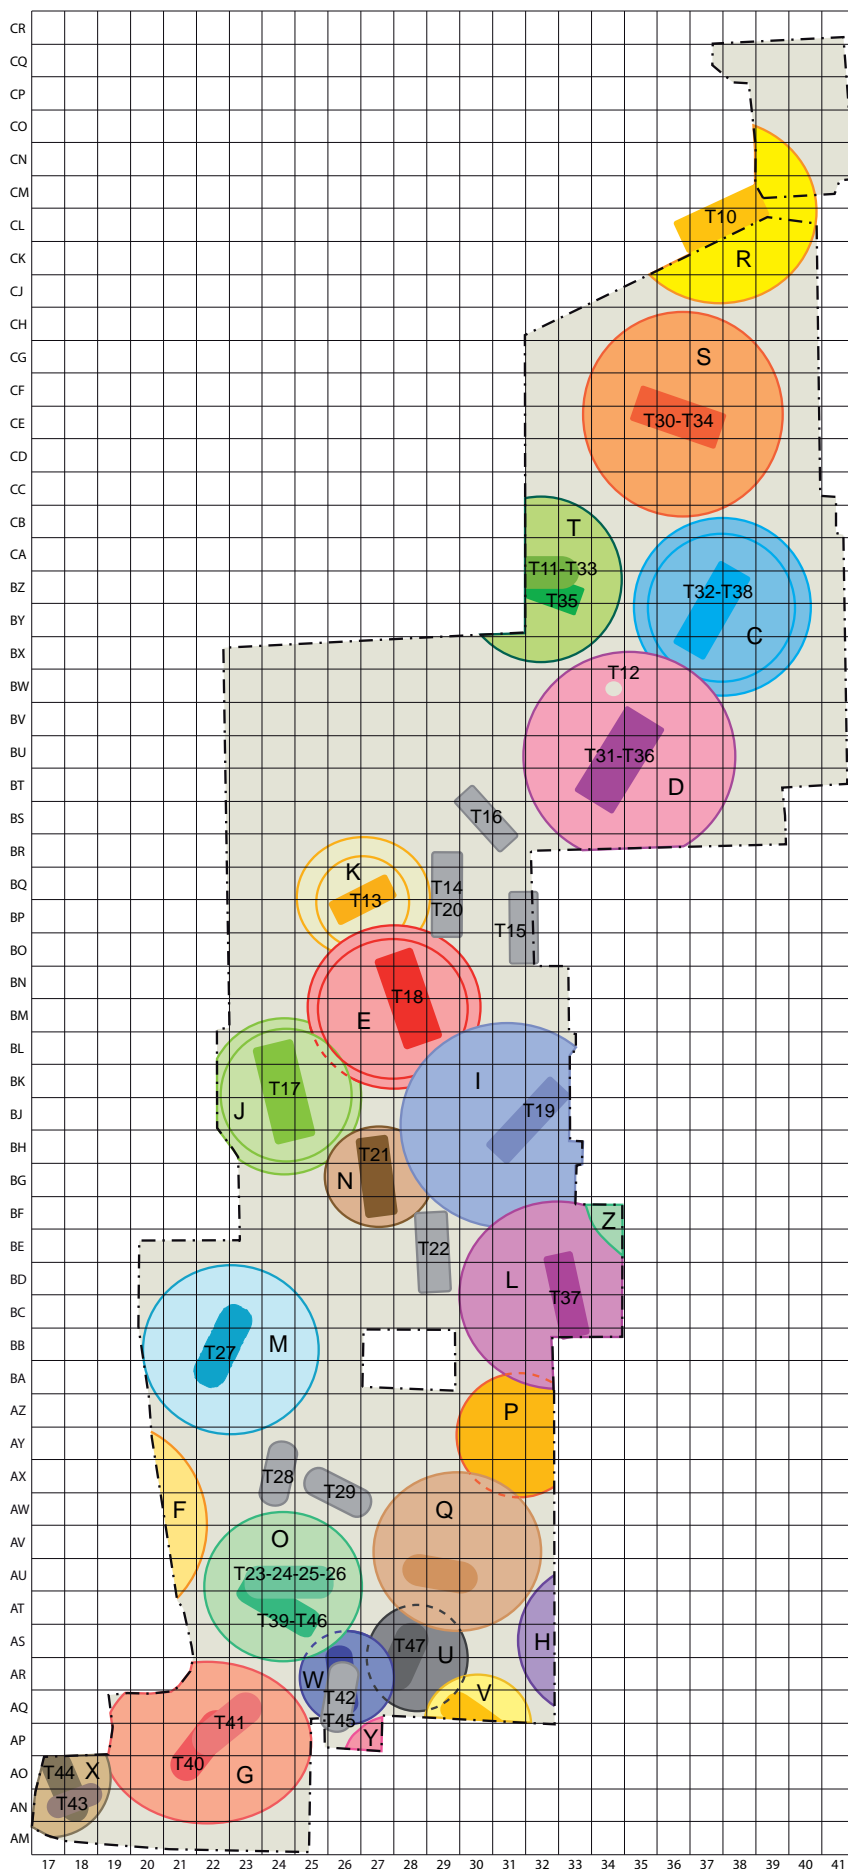 CR
CQ
CP
CO
CN
CM
CL
T10
CK
R
CJ
CH
CG
S
CF
CE
T30-T34
CD
CC
CB
T
CA
T11-T33
BZ
T32-T38
T35
BY
C
BX
BW
T12
BV
BU
T31-T36
BT
D
BS
T16
BR
K
BQ
T14
T13
BP
T20
T15
BO
BN
T18
BM
E
BL
BK
I
T17
BJ
J
T19
BH
T21
BG
N
BF
Z
BE
T22
BD
L
BC
T37
BB
M
T27
BA
AZ
P
AY
AX
T28
T29
AW
F
Q
AV
O
AU
T23-24-25-26
AT
T39-T46
AS
T47
U
H
AR
W
V
AQ
T42
T45
T41
AP
Y
T40
AO
T44
X
G
AN
T43
AM
17 18 19 20 21 22 23 24 25 26 27 28 29 30 31 32 33 34 35 36 37 38 39 40 41